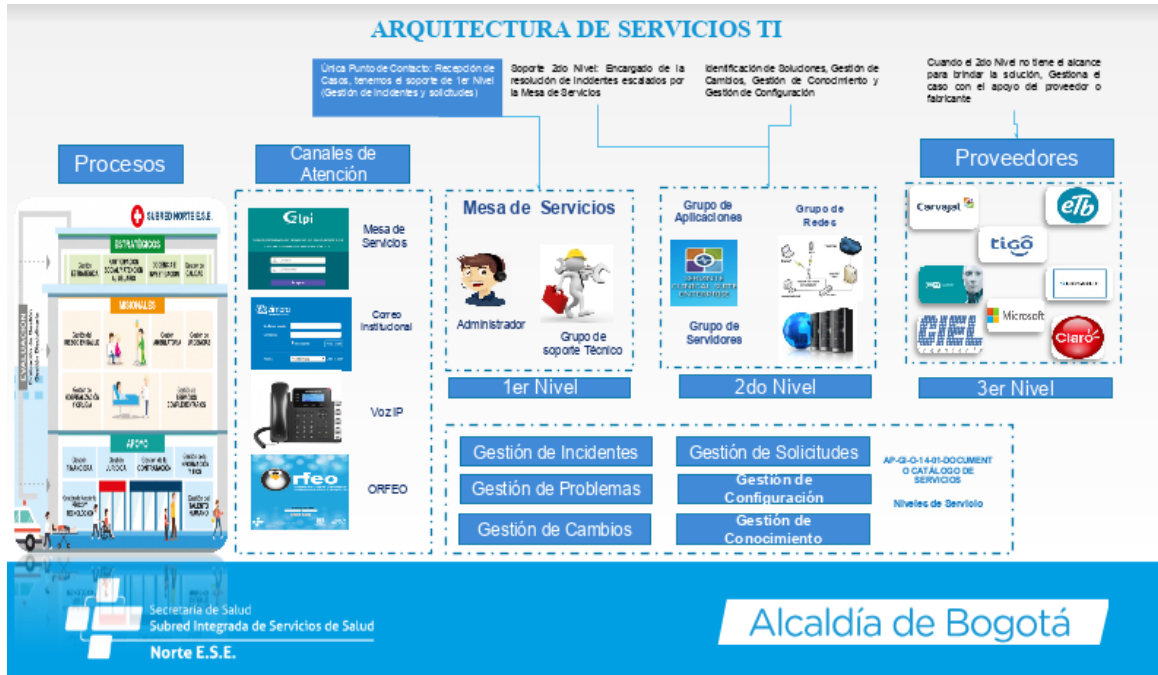 ARQUITECTURA DE SERVICIOS TI
Única Punto de Contacto: Recepción de
Casos, tenemos el soporte de 1er Nivel
(Gestión de Incidentes y solicitudes)
Soporte 2do Nivel: Encargado de la
resolución de Incidentes escalados por
la Mesa de Servicios
Identificación de Soluciones, Gestión de
Cambios, Gestión de Conocimiento y
Gestión de Configuración
Cuando el 2do Nivel no tiene el alcance
para brindar la solución, Gestiona el
caso con el apoyo del proveedor o
fabricante
Procesos
SUBRED NORTE E.S.E.
ESTRATÉGICOS
MISIONALES
APOYO
EVALUACIÓN
Canales de
Atención
Glpi
Mesa de
Servicios
zimbra
Correo
Institucional
Voz IP
Orfeo
ORFEO
Mesa de Servicios
Administrador
Grupo de
soporte Técnico
1er Nivel
Grupo de
Aplicaciones
Grupo de
Redes
Grupo de
Servidores
2do Nivel
Proveedores
Carvajal
eTb
tigo
Microsoft
Claro
3er Nivel
Gestión de Incidentes
Gestión de Solicitudes
Gestión de Problemas
Gestión de
Configuración
Gestión de Cambios
Gestión de
Conocimiento
AP-GI-O-14-01-DOCUMENT
O CATÁLOGO DE
SERVICIOS
Niveles de Servicio
Secretaría de Salud
Subred Integrada de Servicios de Salud
Norte E.S.E.
Alcaldía de Bogotá